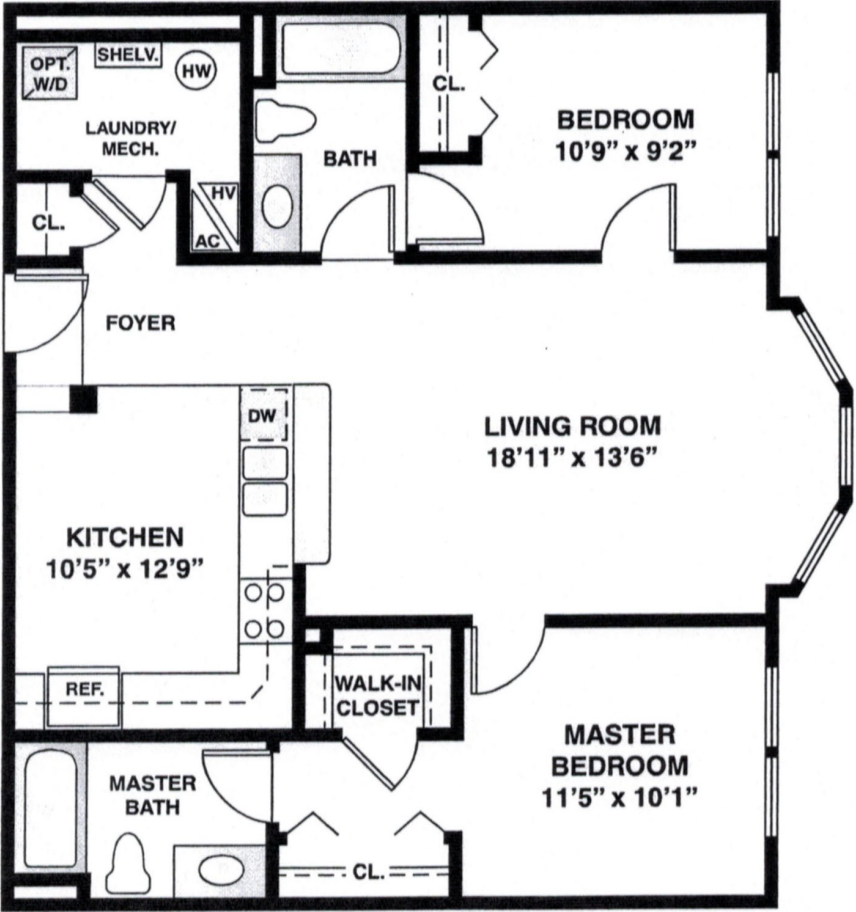 OPT.
W/D
SHELV.
HW
LAUNDRY/
MECH.
CL.
HV
AC
BATH
CL.
BEDROOM
10’9” x 9’2”
FOYER
DW
LIVING ROOM
18’11” x 13’6”
KITCHEN
10’5” x 12’9”
REF.
WALK-IN
CLOSET
MASTER
BEDROOM
11’5” x 10’1”
MASTER
BATH
CL.